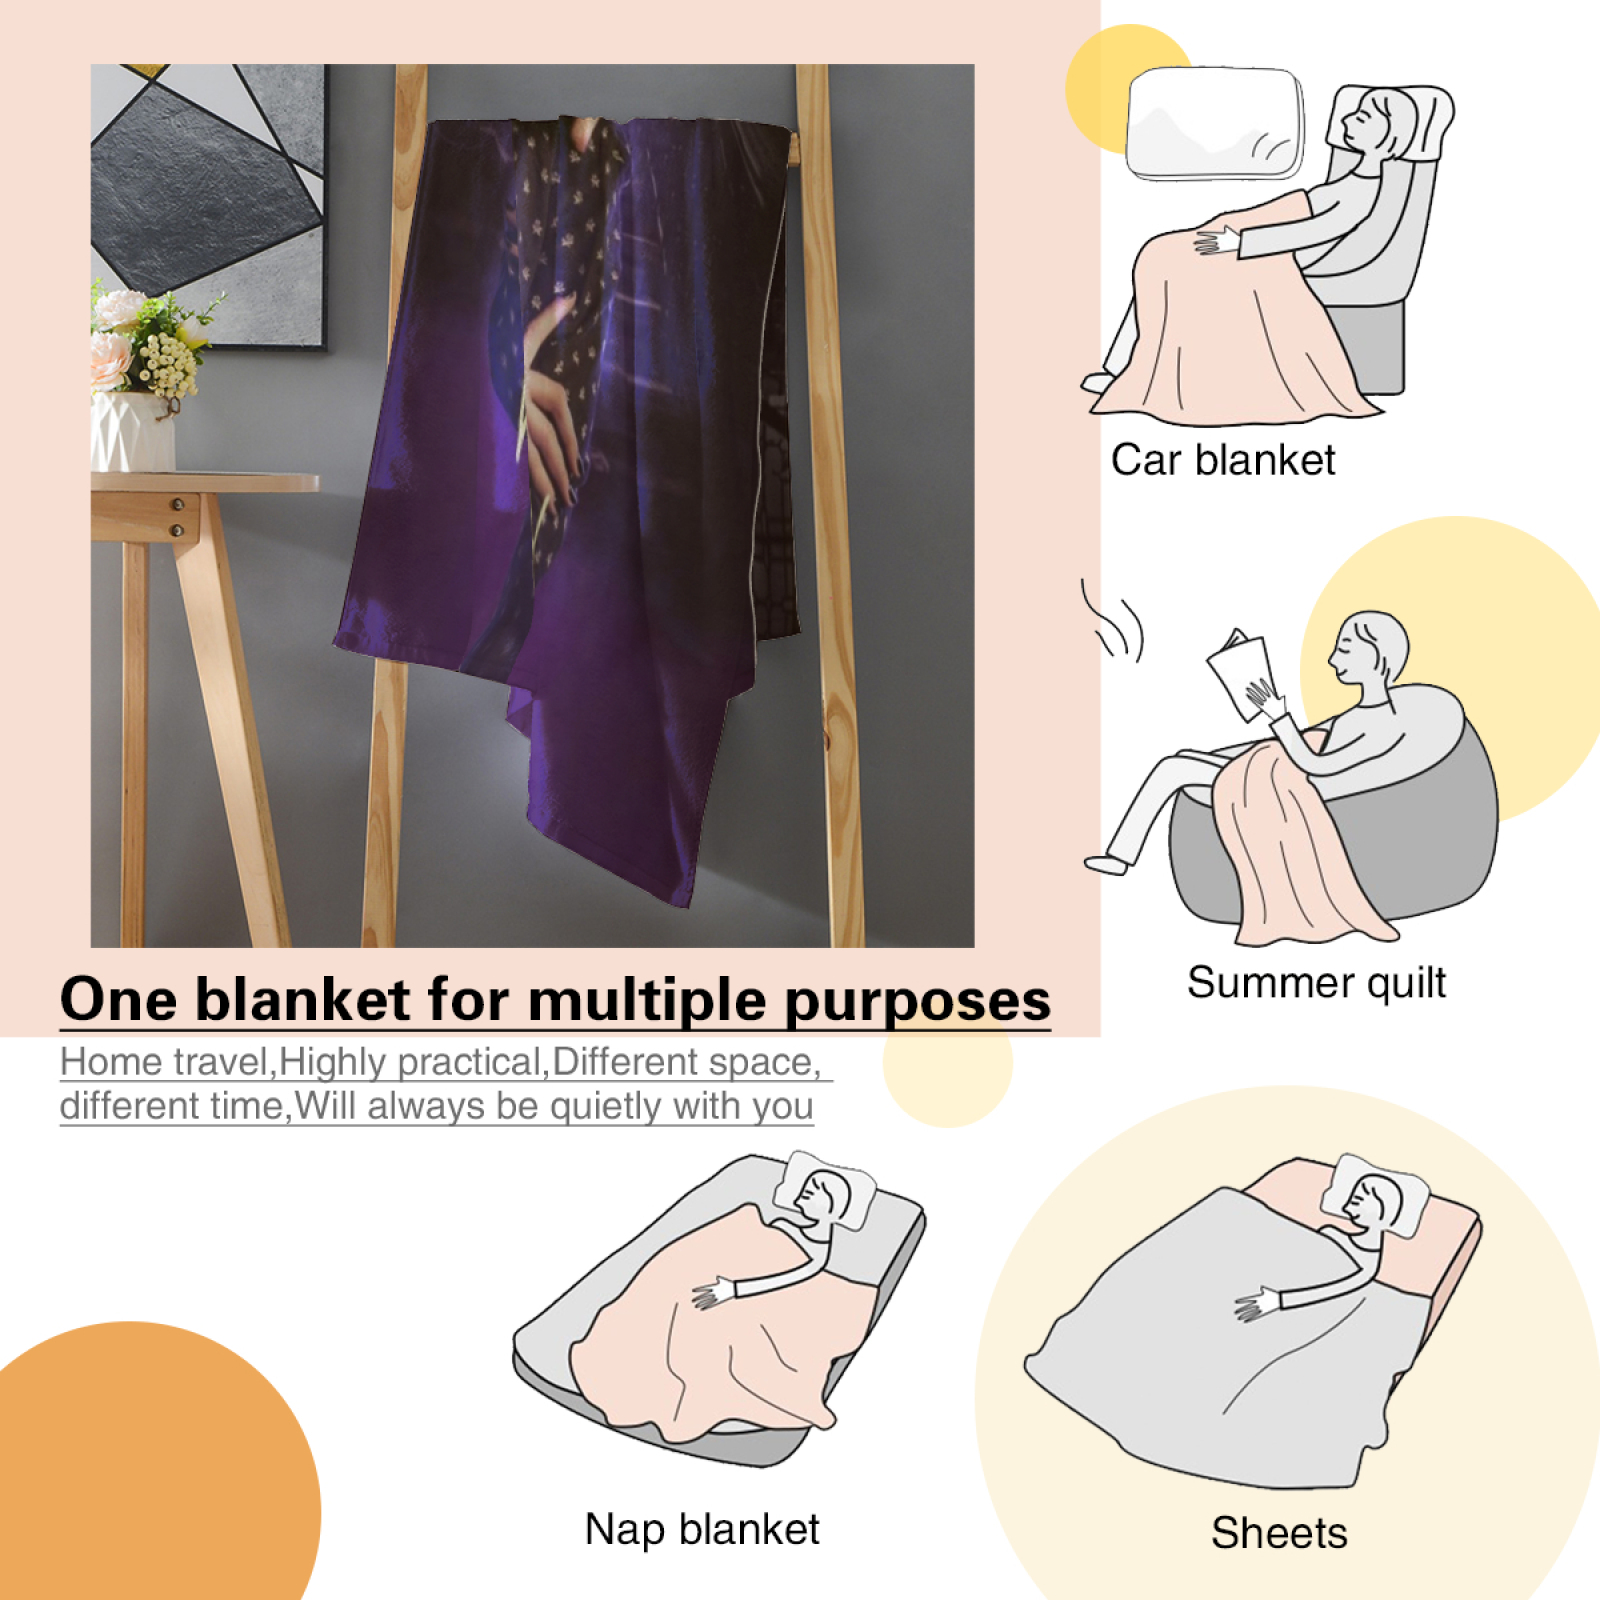 Car blanket
Summer quilt
One blanket for multiple purposes
Home travel,Highly practical,Different space,
different time,Will always be quietly with you
Nap blanket
Sheets